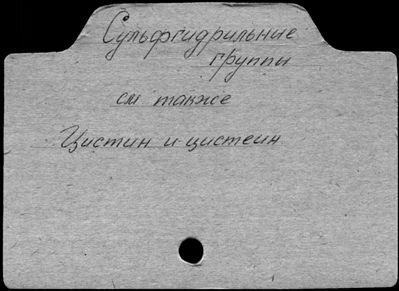 Сульфгидрильные
группы
см также
Цистин и цистеин